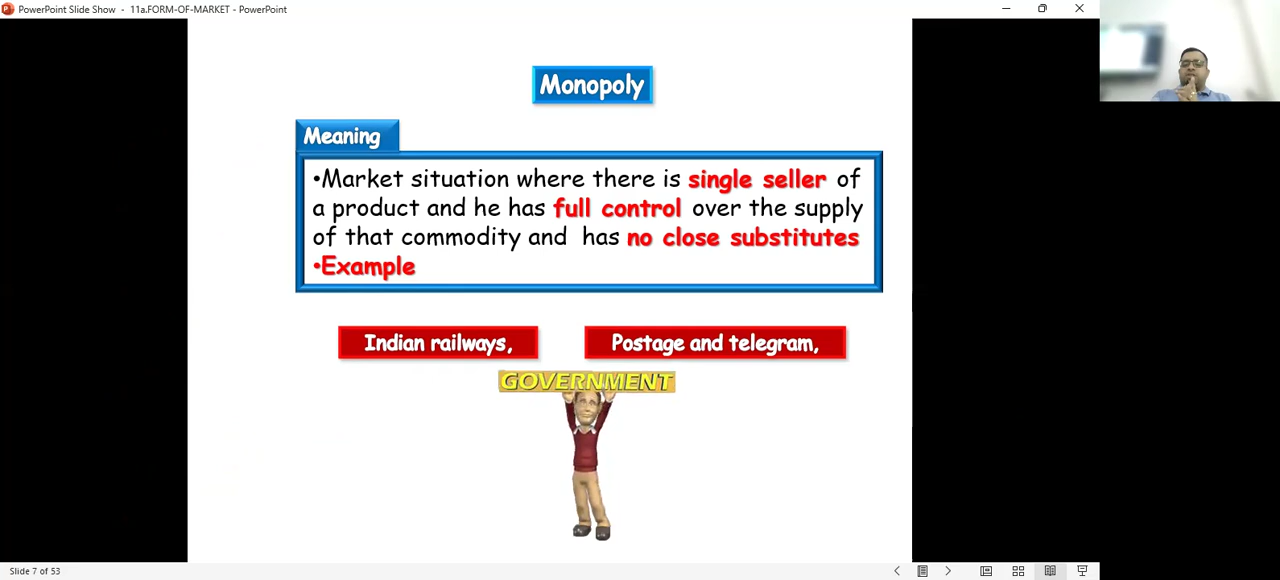 PowerPoint Slide Show - 11a.FORM-OF-MARKET - PowerPoint
Monopoly
Meaning
•Market situation where there is single seller of
a product and he has full control over the supply
of that commodity and has no close substitutes
•Example
Indian railways,
Postage and telegram,
GOVERNMENT
Slide 7 of 53